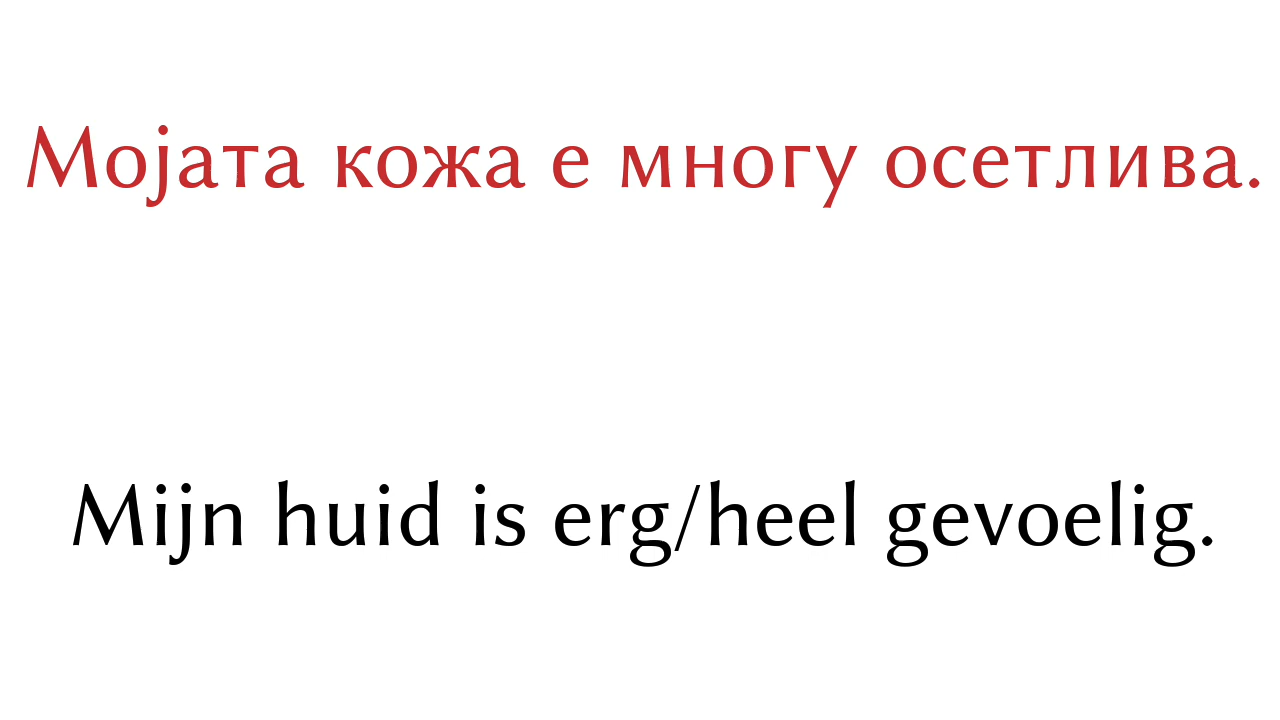 Мојата кожа е многу осетлива.
Mijn huid is erg/heel gevoelig.